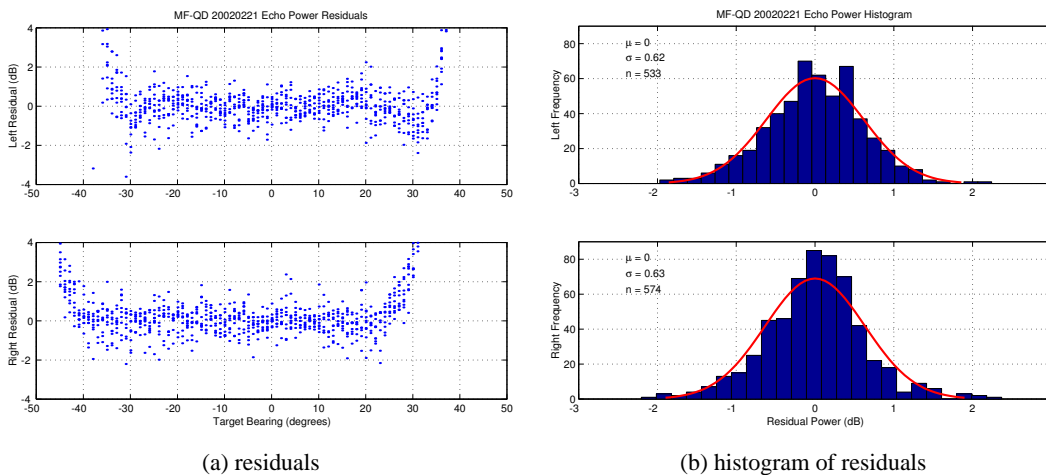 MF-QD 20020221 Echo Power Residuals
4
2
0
-2
-4
Left Residual (dB)
-50 -40 -30 -20 -10 0 10 20 30 40 50
4
2
0
-2
-4
Right Residual (dB)
-50 -40 -30 -20 -10 0 10 20 30 40 50
Target Bearing (degrees)
(a) residuals
MF-QD 20020221 Echo Power Histogram
μ = 0
σ = 0.62
n = 533
80
60
40
20
0
Left Frequency
-3 -2 -1 0 1 2
μ = 0
σ = 0.63
n = 574
80
60
40
20
0
Right Frequency
-3 -2 -1 0 1 2
Residual Power (dB)
(b) histogram of residuals